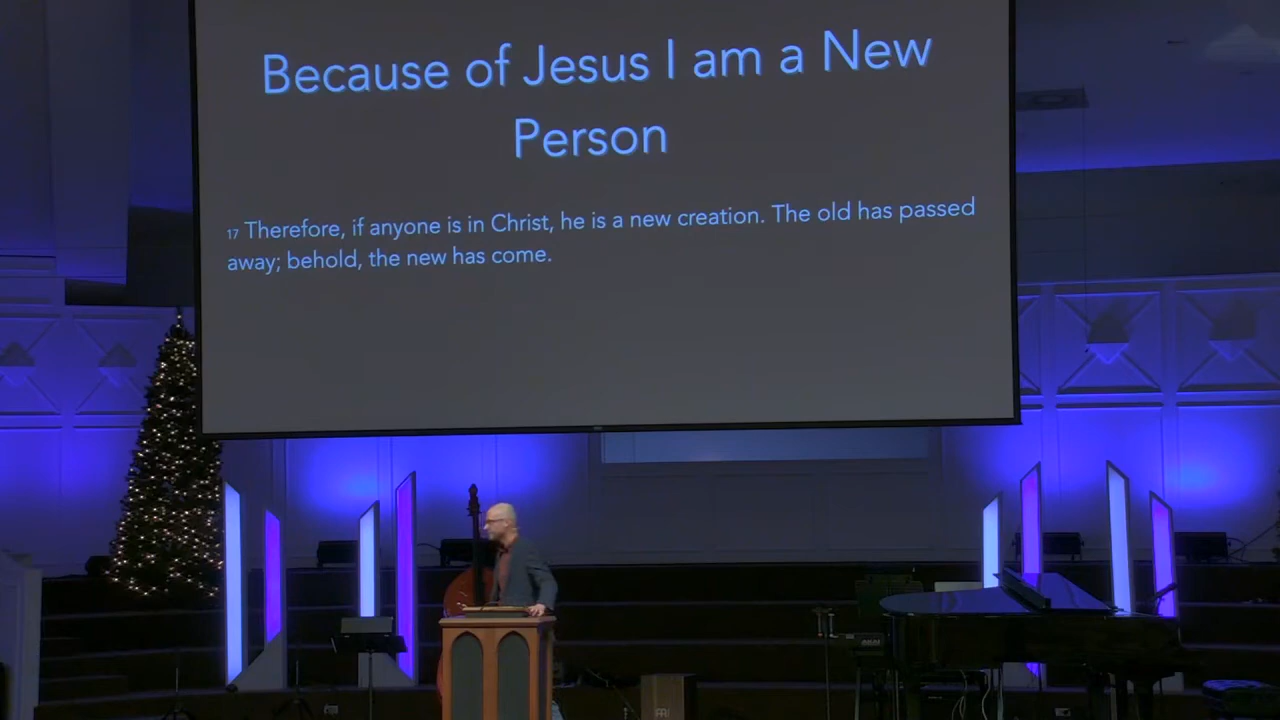 Because of Jesus I am a New
Person
17 Therefore, if anyone is in Christ, he is a new creation. The old has passed
away; behold, the new has come.